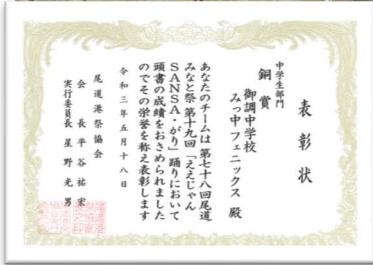 表彰状
中学生部門
銅賞
御調中学校
みっ中フェニックス 殿
あなたのチームは第七十八回尾道
みなと祭 第十九回「ええじゃん
SANSA・がり」踊りにおいて
頭書の成績をおさめられました
のでその栄誉を称え表彰します
令和三年五月十八日
尾道港祭協会
会長 平谷祐宏
実行委員長 星野光男